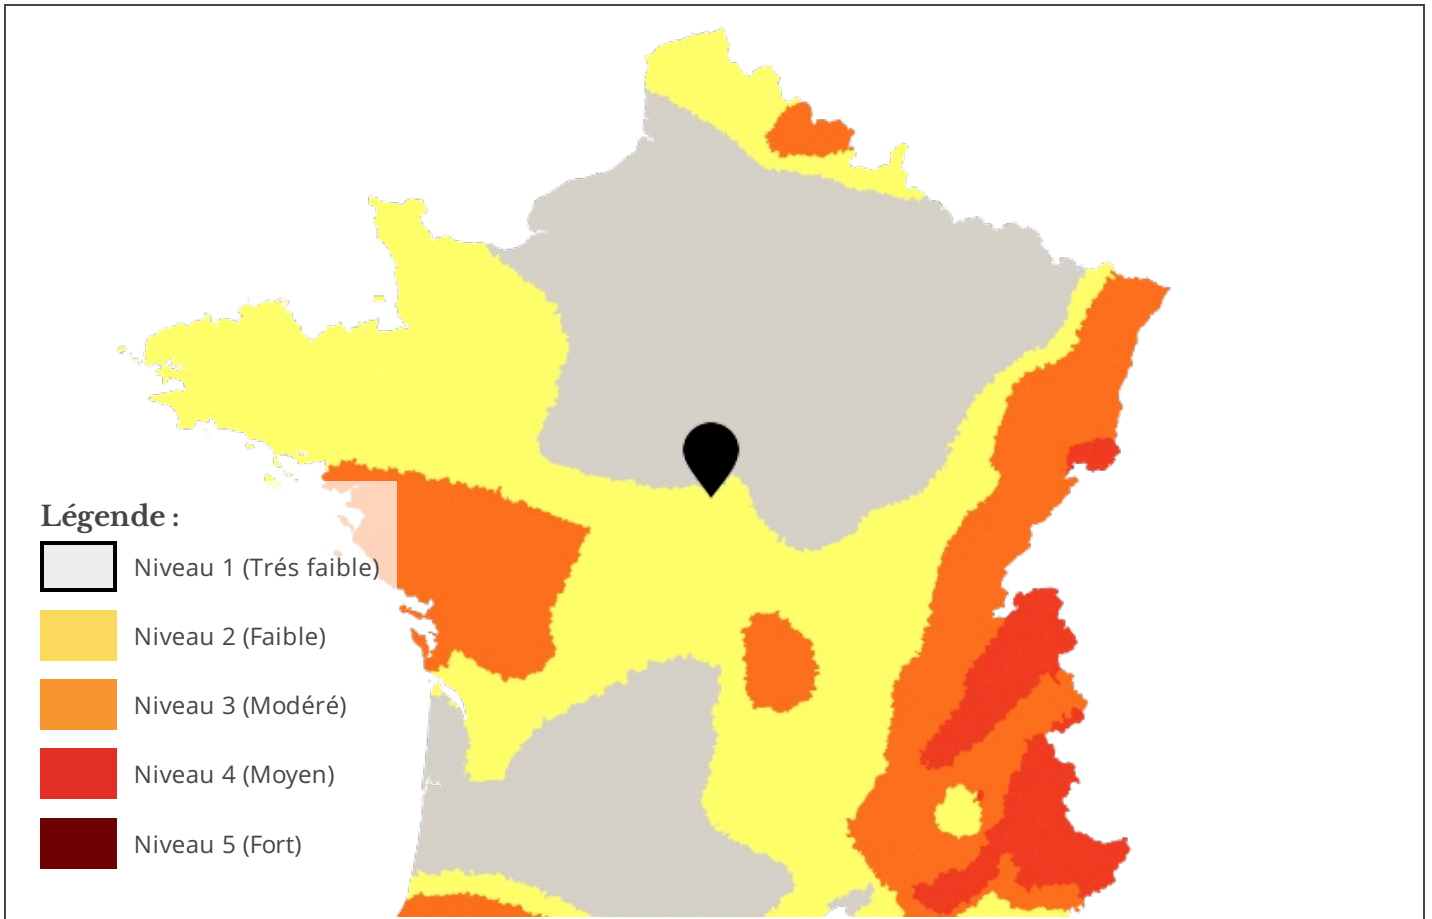 Légende :
Niveau 1 (Trés faible)
Niveau 2 (Faible)
Niveau 3 (Modéré)
Niveau 4 (Moyen)
Niveau 5 (Fort)